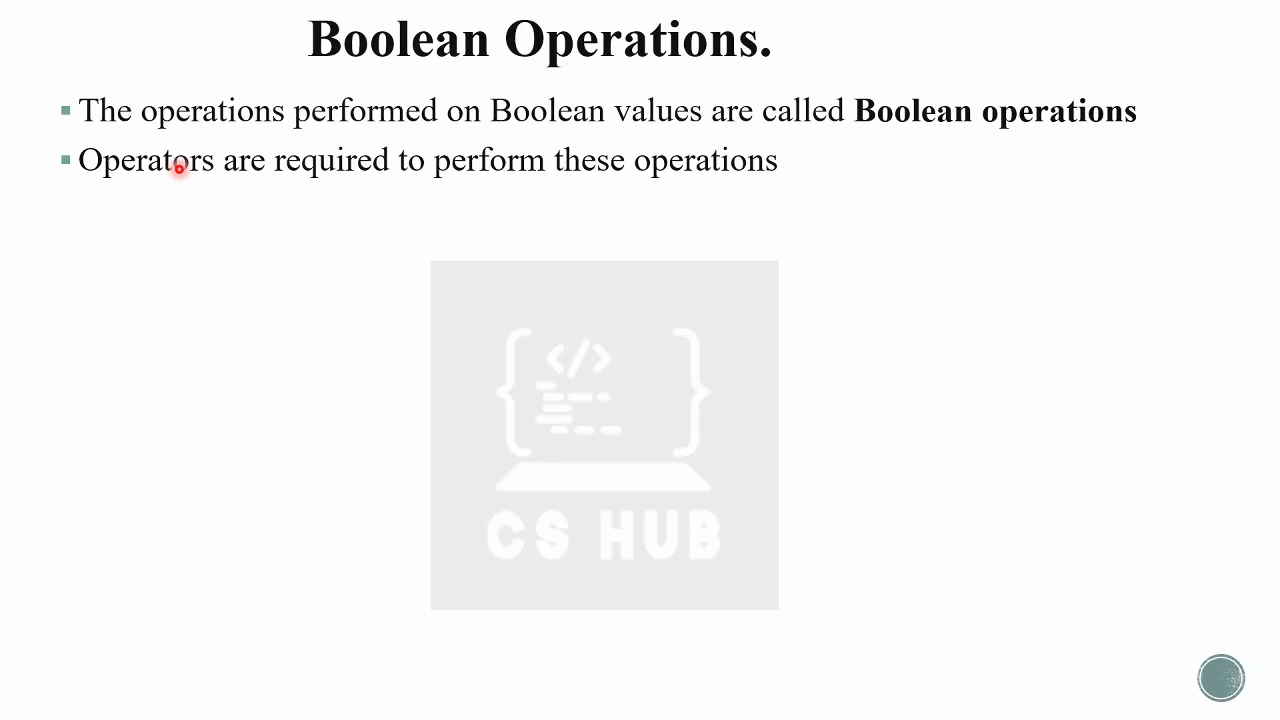 Boolean Operations.
The operations performed on Boolean values are called Boolean operations
Operators are required to perform these operations
</>
CS HUB